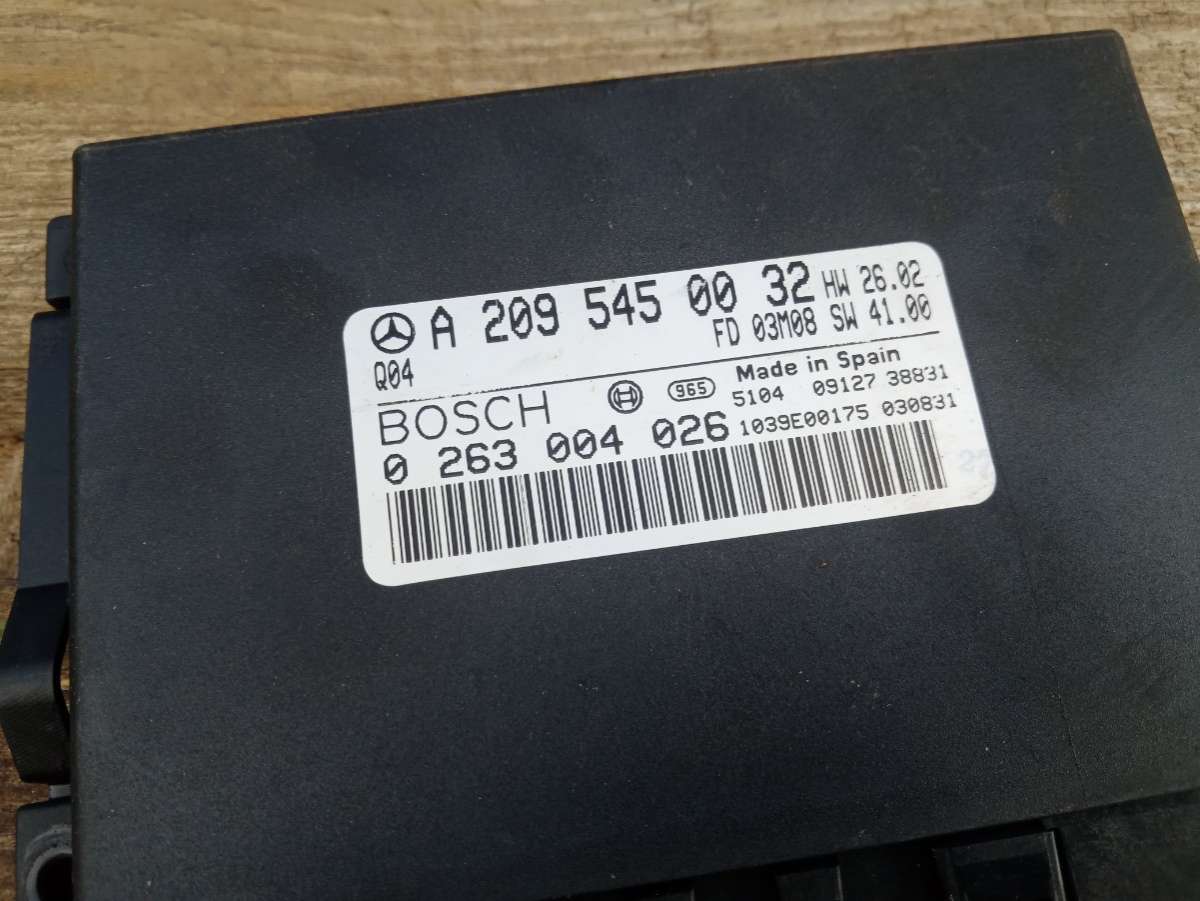 A 209 545 00 32 HW 26.02
Q04 FD 03M08 SW 41.00
BOSCH 965 Made in Spain
5104 09127 38831
0 263 004 026 1039E00175 030831